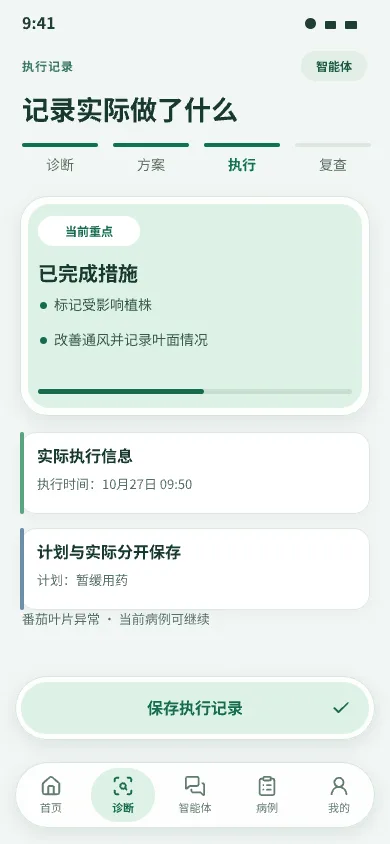 9:41
执行记录
智能体
记录实际做了什么
诊断
方案
执行
复查
当前重点
已完成措施
标记受影响植株
改善通风并记录叶面情况
实际执行信息
执行时间：10月27日 09:50
计划与实际分开保存
计划：暂缓用药
番茄叶片异常 · 当前病例可继续
保存执行记录
首页
诊断
智能体
病例
我的